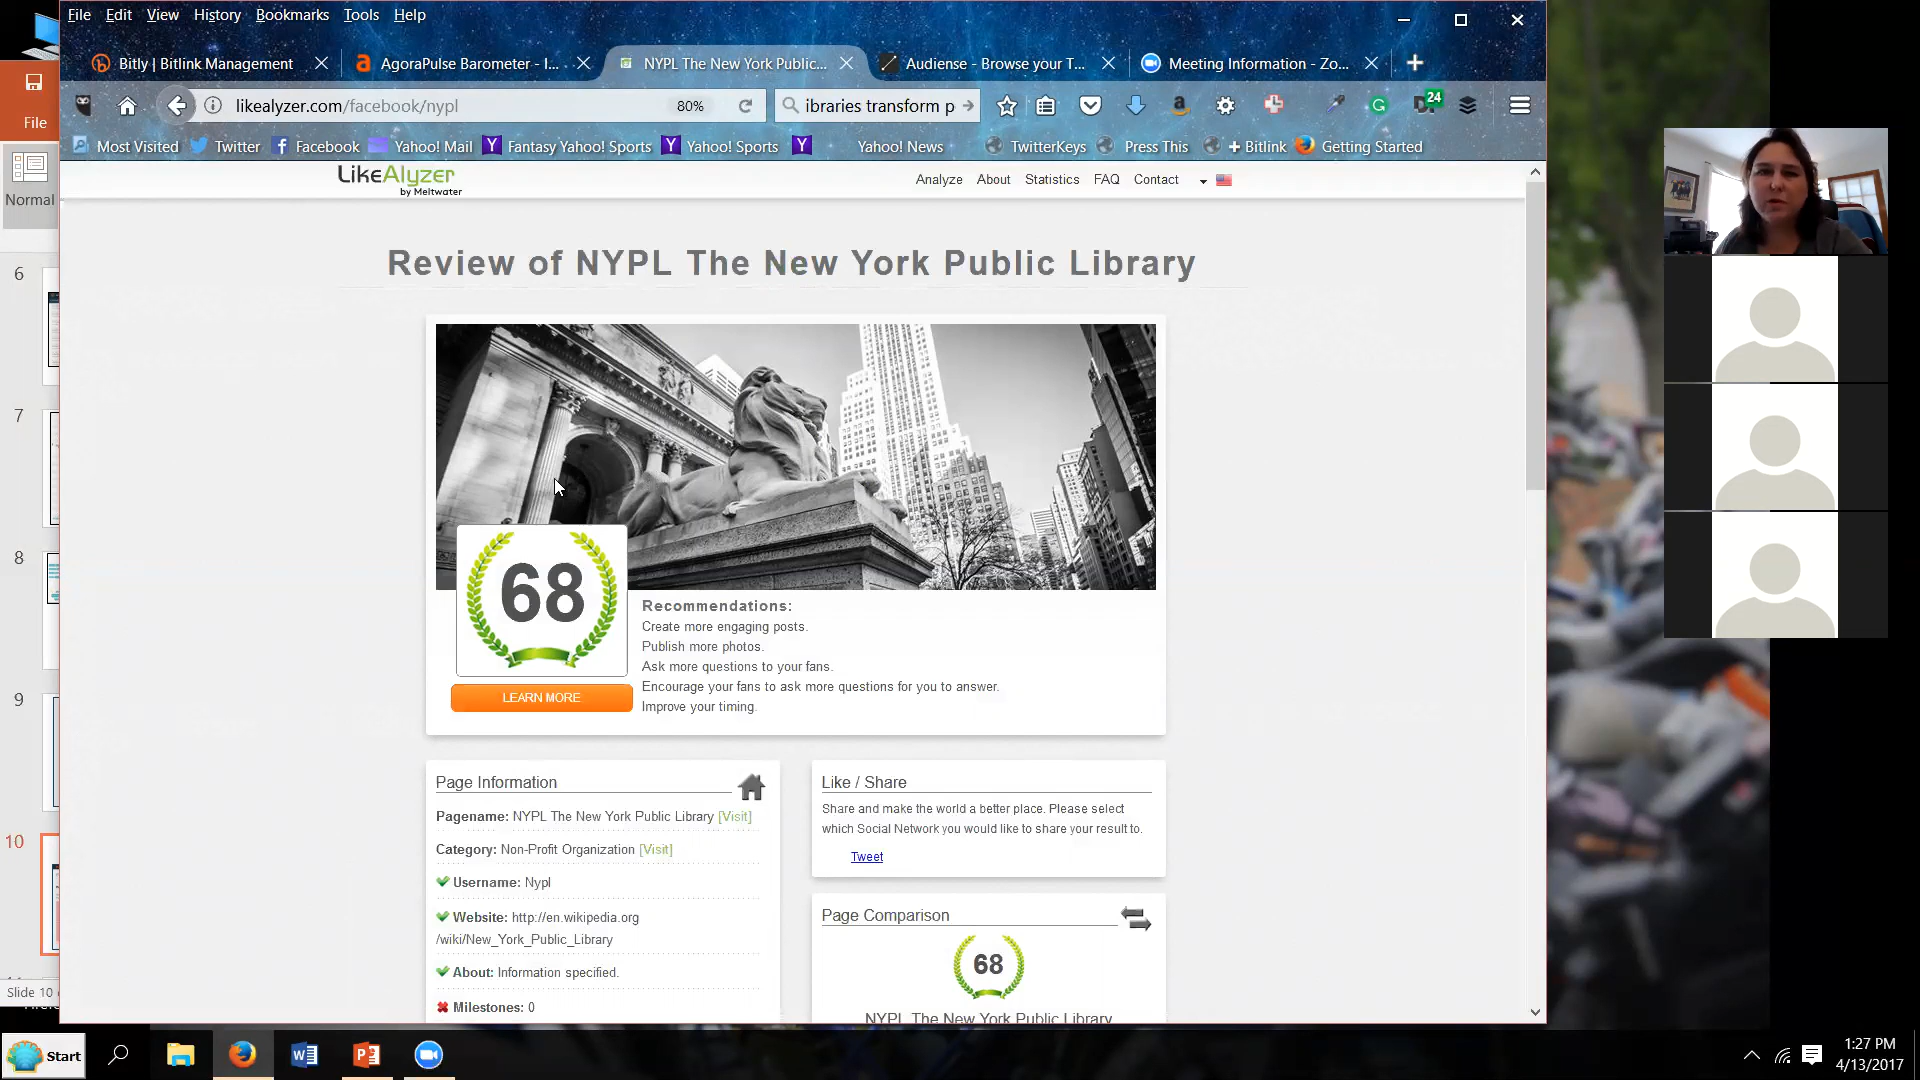 File Edit View History Bookmarks Tools Help
Bitly | Bitlink Management
AgoraPulse Barometer - I...
NYPL The New York Public...
Audiense - Browse your T...
Meeting Information - Zo...
likealyzer.com/facebook/nypl 80%
ibraries transform p
24
Most Visited Twitter Facebook Yahoo! Mail Fantasy Yahoo! Sports Yahoo! Sports Yahoo! News TwitterKeys Press This + Bitlink Getting Started
File
Normal
6
7
8
9
10
Slide 10
LikeAlyzer
by Meltwater
Analyze About Statistics FAQ Contact
Review of NYPL The New York Public Library
68
LEARN MORE
Recommendations:
Create more engaging posts.
Publish more photos.
Ask more questions to your fans.
Encourage your fans to ask more questions for you to answer.
Improve your timing.
Page Information
Pagename: NYPL The New York Public Library [Visit]
Category: Non-Profit Organization [Visit]
Username: Nypl
Website: http://en.wikipedia.org
/wiki/New_York_Public_Library
About: Information specified.
Milestones: 0
Like / Share
Share and make the world a better place. Please select
which Social Network you would like to share your result to.
Tweet
Page Comparison
68
NYPL The New York Public Library
Start
1:27 PM
4/13/2017